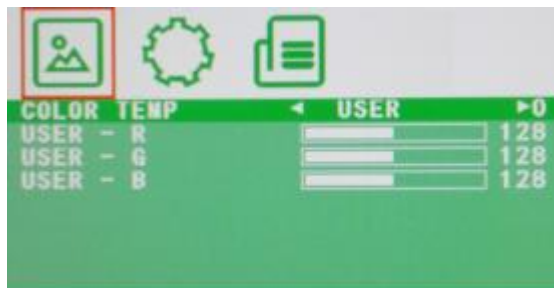 COLOR TEMP ◄ USER ►0
USER - R 128
USER - G 128
USER - B 128